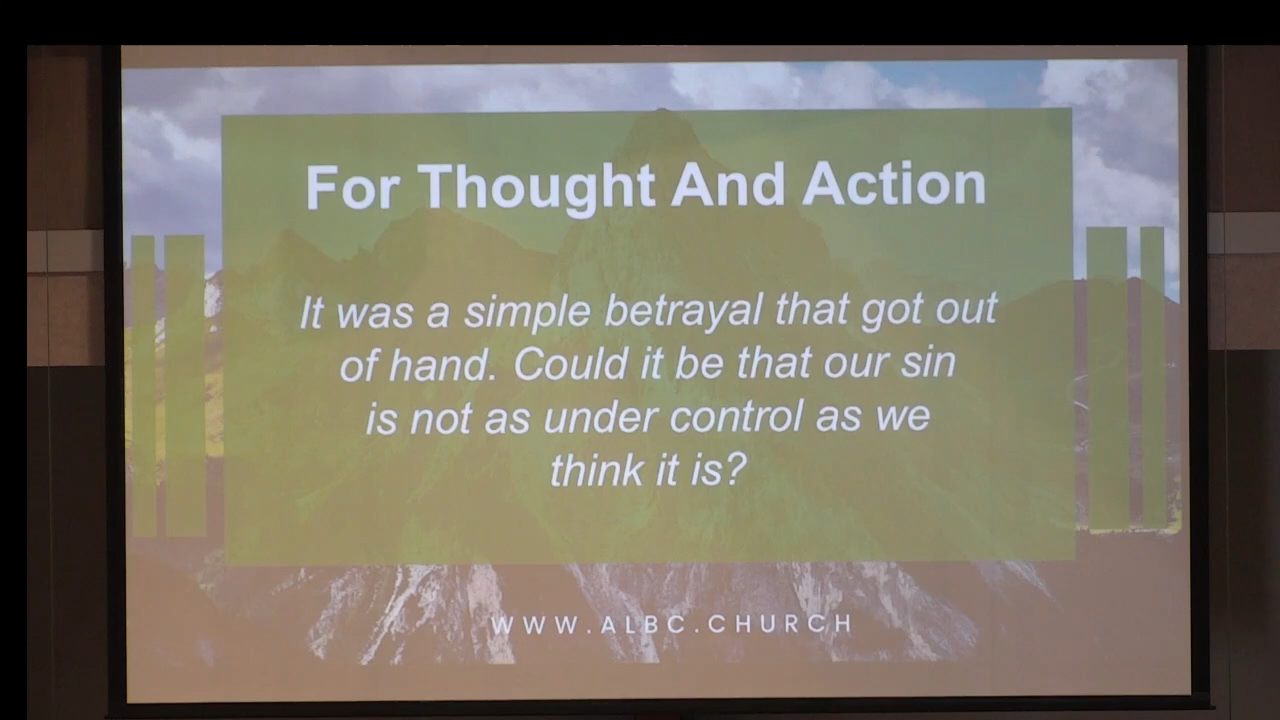 For Thought And Action
It was a simple betrayal that got out
of hand. Could it be that our sin
is not as under control as we
think it is?
WWW.ALBC.CHURCH